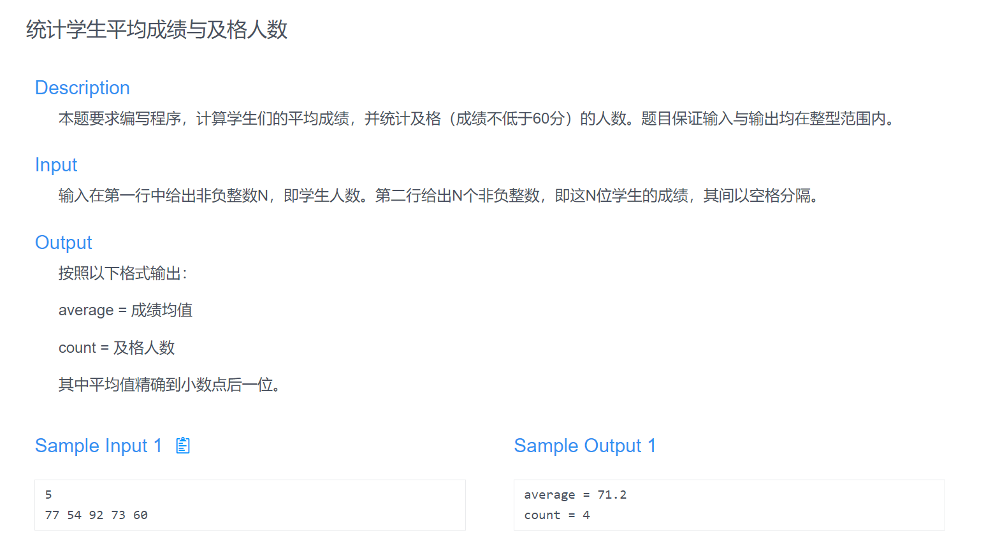 统计学生平均成绩与及格人数
Description
本题要求编写程序，计算学生们的平均成绩，并统计及格（成绩不低于60分）的人数。题目保证输入与输出均在整型范围内。
Input
输入在第一行中给出非负整数N，即学生人数。第二行给出N个非负整数，即这N位学生的成绩，其间以空格分隔。
Output
按照以下格式输出：
average = 成绩均值
count = 及格人数
其中平均值精确到小数点后一位。
Sample Input 1
5
77 54 92 73 60
Sample Output 1
average = 71.2
count = 4